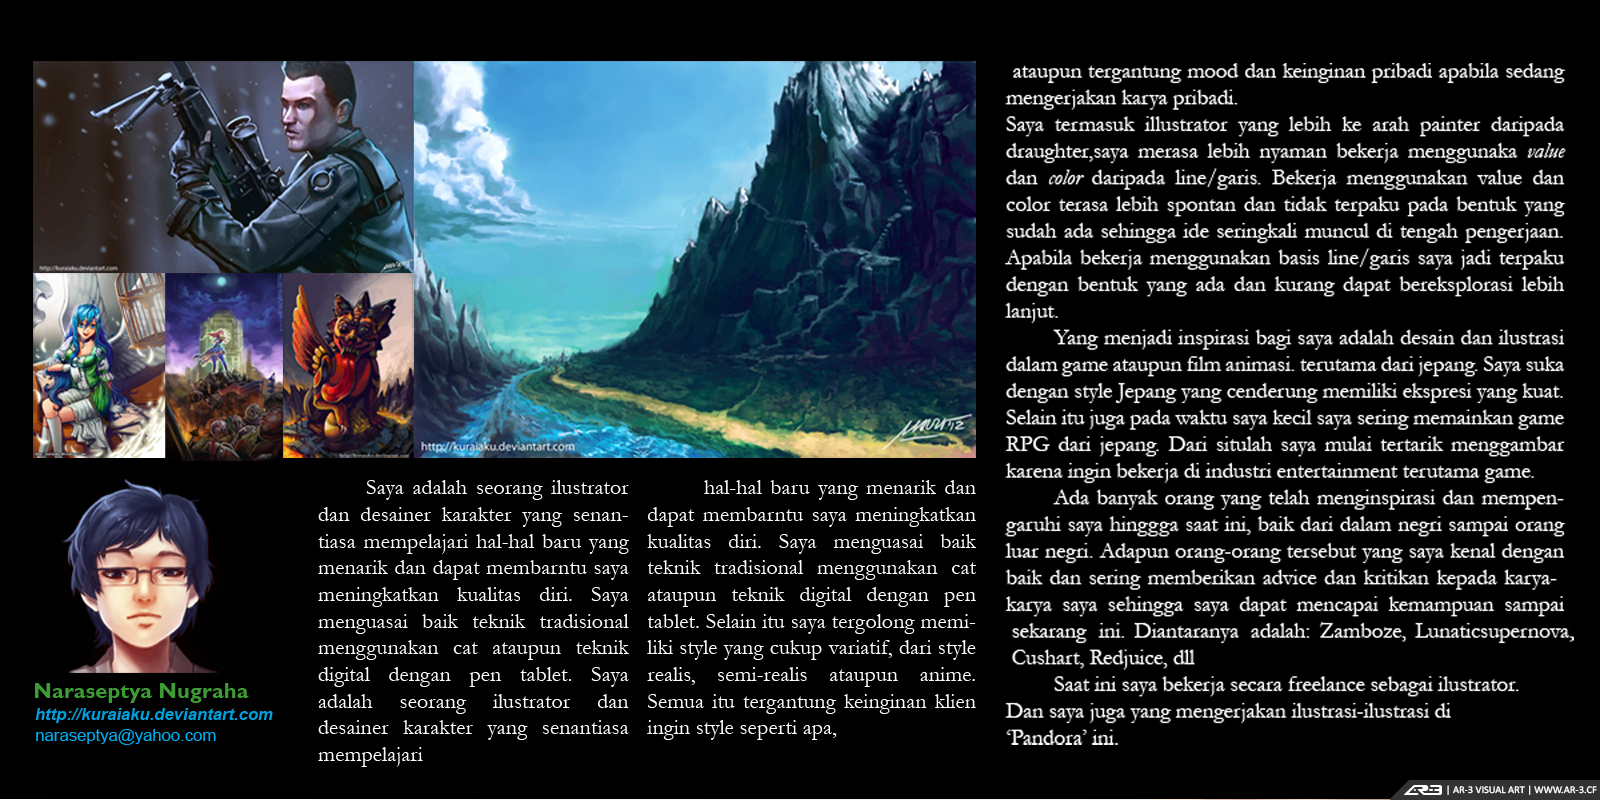 http://kuraiaku.deviantart.com
http://kuraiaku.deviantart.com
Naraseptya Nugraha
http://kuraiaku.deviantart.com
naraseptya@yahoo.com
Saya adalah seorang ilustrator
dan desainer karakter yang senan-
tiasa mempelajari hal-hal baru yang
menarik dan dapat membarntu saya
meningkatkan kualitas diri. Saya
menguasai baik teknik tradisional
menggunakan cat ataupun teknik
digital dengan pen tablet. Saya
adalah seorang ilustrator dan
desainer karakter yang senantiasa
mempelajari
hal-hal baru yang menarik dan
dapat membarntu saya meningkatkan
kualitas diri. Saya menguasai baik
teknik tradisional menggunakan cat
ataupun teknik digital dengan pen
tablet. Selain itu saya tergolong memi-
liki style yang cukup variatif, dari style
realis, semi-realis ataupun anime.
Semua itu tergantung keinginan klien
ingin style seperti apa,
ataupun tergantung mood dan keinginan pribadi apabila sedang
mengerjakan karya pribadi.
Saya termasuk illustrator yang lebih ke arah painter daripada
draughter,saya merasa lebih nyaman bekerja menggunaka value
dan color daripada line/garis. Bekerja menggunakan value dan
color terasa lebih spontan dan tidak terpaku pada bentuk yang
sudah ada sehingga ide seringkali muncul di tengah pengerjaan.
Apabila bekerja menggunakan basis line/garis saya jadi terpaku
dengan bentuk yang ada dan kurang dapat bereksplorasi lebih
lanjut.
Yang menjadi inspirasi bagi saya adalah desain dan ilustrasi
dalam game ataupun film animasi. terutama dari jepang. Saya suka
dengan style Jepang yang cenderung memiliki ekspresi yang kuat.
Selain itu juga pada waktu saya kecil saya sering memainkan game
RPG dari jepang. Dari situlah saya mulai tertarik menggambar
karena ingin bekerja di industri entertainment terutama game.
Ada banyak orang yang telah menginspirasi dan mempen-
garuhi saya hinggga saat ini, baik dari dalam negri sampai orang
luar negri. Adapun orang-orang tersebut yang saya kenal dengan
baik dan sering memberikan advice dan kritikan kepada karya-
karya saya sehingga saya dapat mencapai kemampuan sampai
sekarang ini. Diantaranya adalah: Zamboze, Lunaticsupernova,
Cushart, Redjuice, dll
Saat ini saya bekerja secara freelance sebagai ilustrator.
Dan saya juga yang mengerjakan ilustrasi-ilustrasi di
‘Pandora’ ini.
AR-3 | AR-3 VISUAL ART | WWW.AR-3.CF